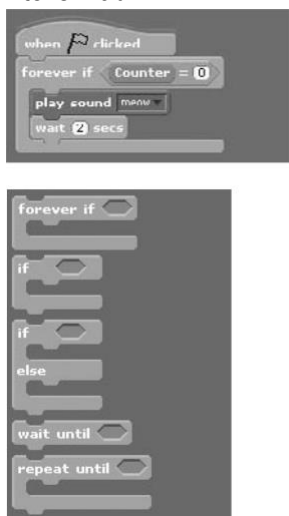 when clicked
forever if Counter = 0
play sound meow
wait 2 secs
forever if
if
if
else
wait until
repeat until